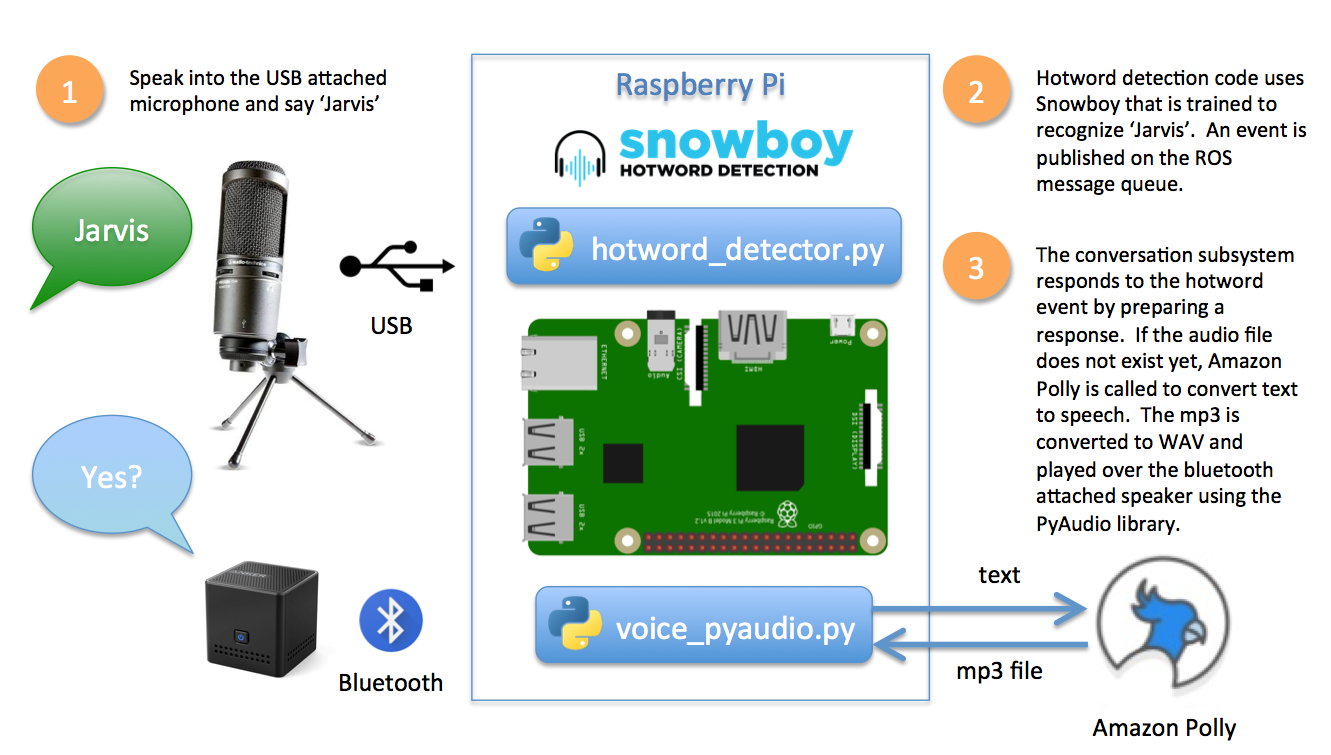 1
Speak into the USB attached
microphone and say ‘Jarvis’
Jarvis
audio-technica
USB
Yes?
ANKER
Bluetooth
Raspberry Pi
snowboy
HOTWORD DETECTION
hotword_detector.py
ETHERNET
Audio
CSI (CAMERA)
HDMI
Power
USB 2x
USB 2x
DSI (DISPLAY)
Raspberry Pi 3 Model B v1.2
© Raspberry Pi 2015
GPIO
voice_pyaudio.py
2
Hotword detection code uses
Snowboy that is trained to
recognize ‘Jarvis’.  An event is
published on the ROS
message queue.
3
The conversation subsystem
responds to the hotword
event by preparing a
response.  If the audio file
does not exist yet, Amazon
Polly is called to convert text
to speech.  The mp3 is
converted to WAV and
played over the bluetooth
attached speaker using the
PyAudio library.
text
mp3 file
Amazon Polly